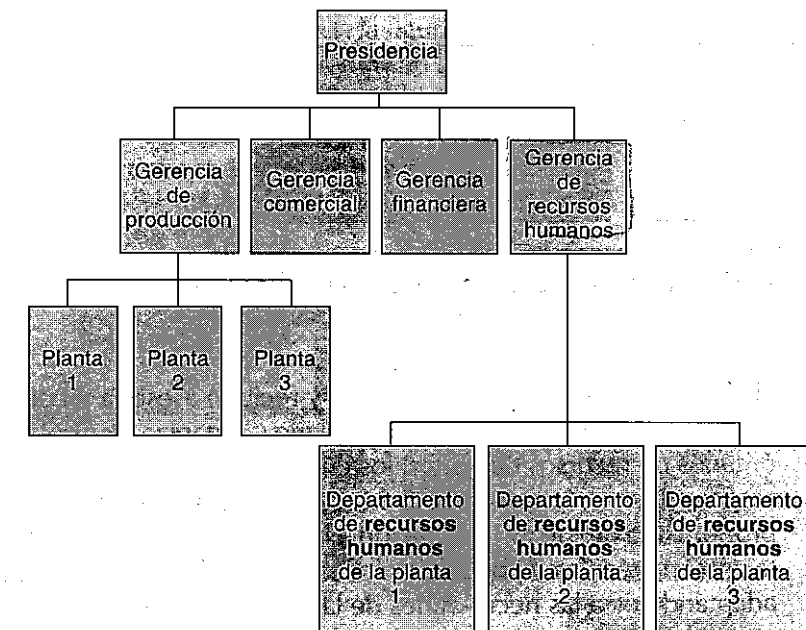 Presidencia
Gerencia
de
producción
Gerencia
comercial
Gerencia
financiera
Gerencia
de
recursos
humanos
Planta
1
Planta
2
Planta
3
Departamento
de recursos
humanos
de la planta
1
Departamento
de recursos
humanos
de la planta
2
Departamento
de recursos
humanos
de la planta
3